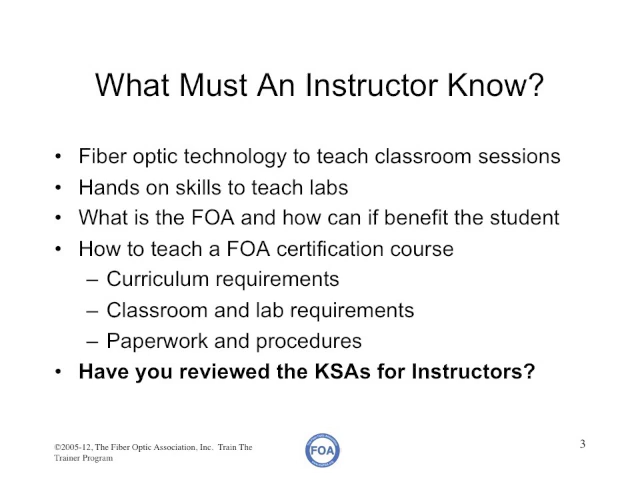 What Must An Instructor Know?
• Fiber optic technology to teach classroom sessions
• Hands on skills to teach labs
• What is the FOA and how can if benefit the student
• How to teach a FOA certification course
– Curriculum requirements
– Classroom and lab requirements
– Paperwork and procedures
• Have you reviewed the KSAs for Instructors?
©2005-12, The Fiber Optic Association, Inc. Train The
Trainer Program
FOA
3